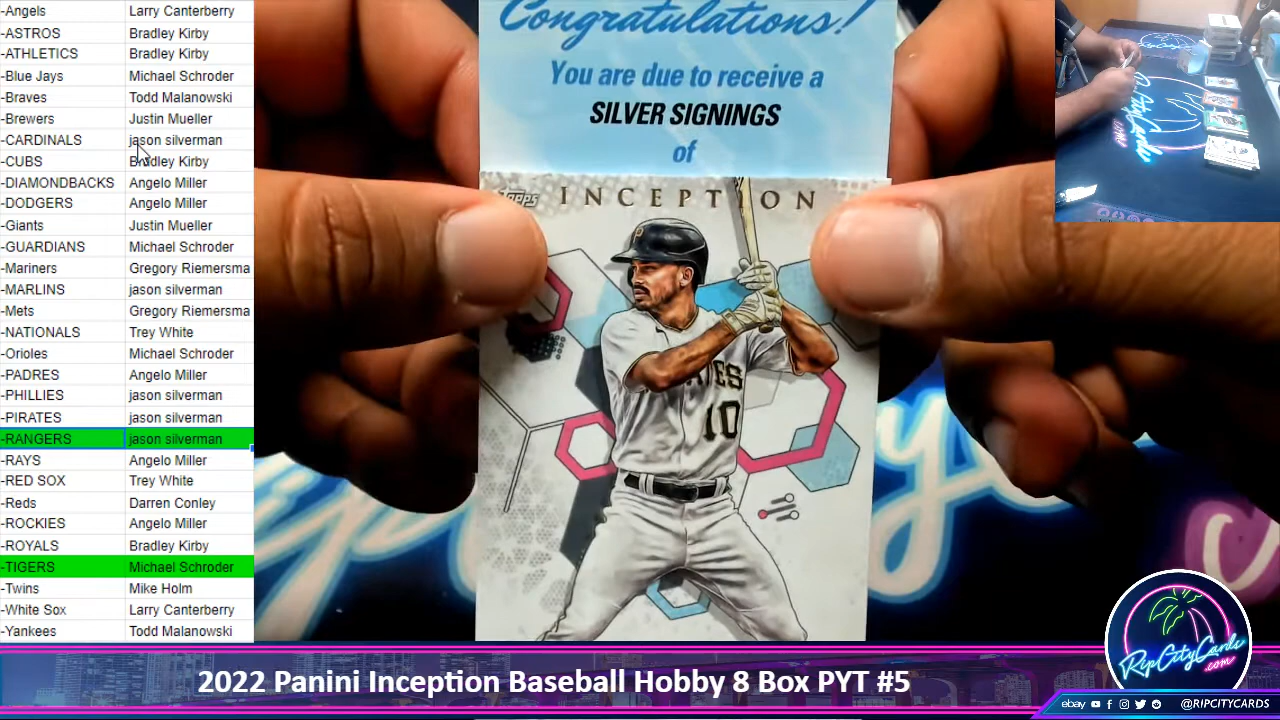 -Angels Larry Canterberry
-ASTROS Bradley Kirby
-ATHLETICS Bradley Kirby
-Blue Jays Michael Schroder
-Braves Todd Malanowski
-Brewers Justin Mueller
-CARDINALS jason silverman
-CUBS Bradley Kirby
-DIAMONDBACKS Angelo Miller
-DODGERS Angelo Miller
-Giants Justin Mueller
-GUARDIANS Michael Schroder
-Mariners Gregory Riemersma
-MARLINS jason silverman
-Mets Gregory Riemersma
-NATIONALS Trey White
-Orioles Michael Schroder
-PADRES Angelo Miller
-PHILLIES jason silverman
-PIRATES jason silverman
-RANGERS jason silverman
-RAYS Angelo Miller
-RED SOX Trey White
-Reds Darren Conley
-ROCKIES Angelo Miller
-ROYALS Bradley Kirby
-TIGERS Michael Schroder
-Twins Mike Holm
-White Sox Larry Canterberry
-Yankees Todd Malanowski
Congratulations!
You are due to receive a
SILVER SIGNINGS
of
TOPPS INCEPTION
P
10
RipCityCards
.com
2022 Panini Inception Baseball Hobby 8 Box PYT #5
ebay @RIPCITYCARDS